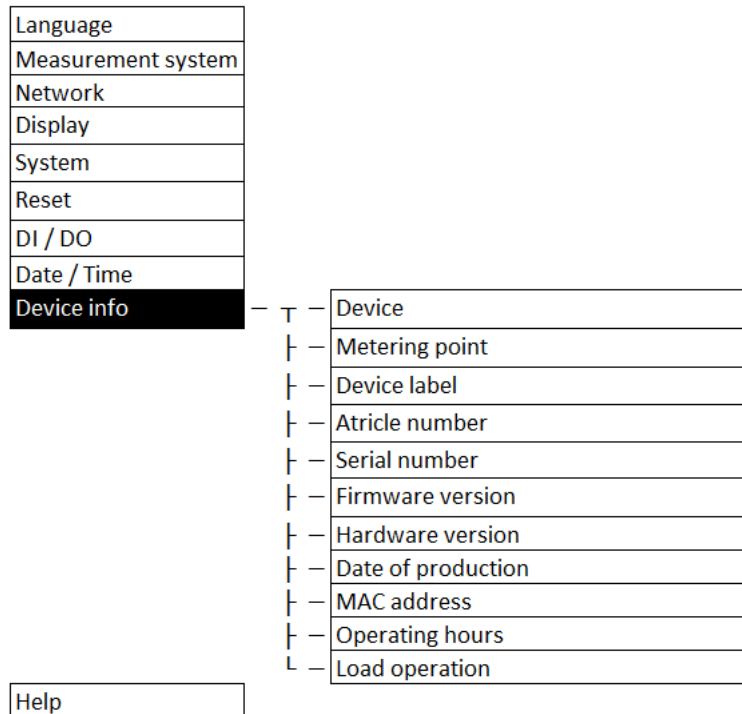 Language
Measurement system
Network
Display
System
Reset
DI / DO
Date / Time
Device info
Device
Metering point
Device label
Atricle number
Serial number
Firmware version
Hardware version
Date of production
MAC address
Operating hours
Load operation
Help